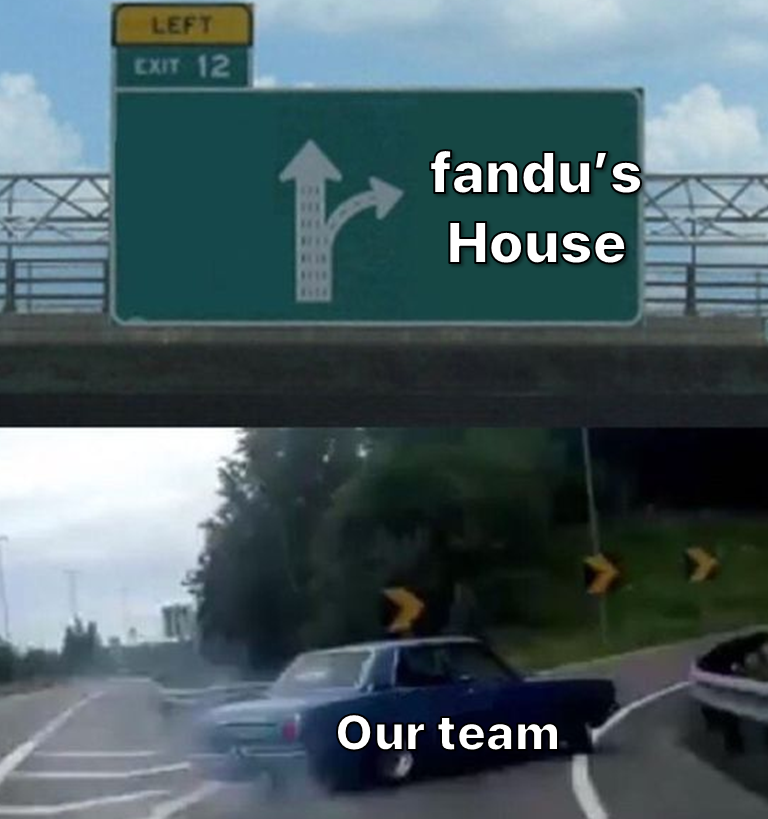 LEFT
EXIT 12
fandu’s
House
Our team